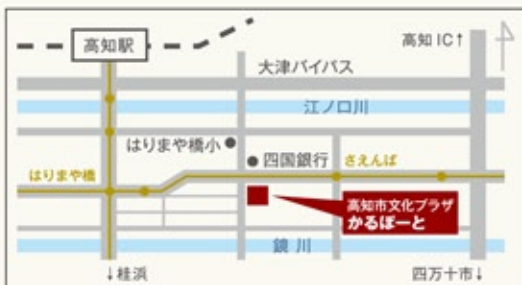 高知駅
高知IC↑
大津バイパス
江ノ口川
はりまや橋小
四国銀行
さえんば
はりまや橋
高知市文化プラザ
かるぽーと
鏡川
↓桂浜
四万十市↓